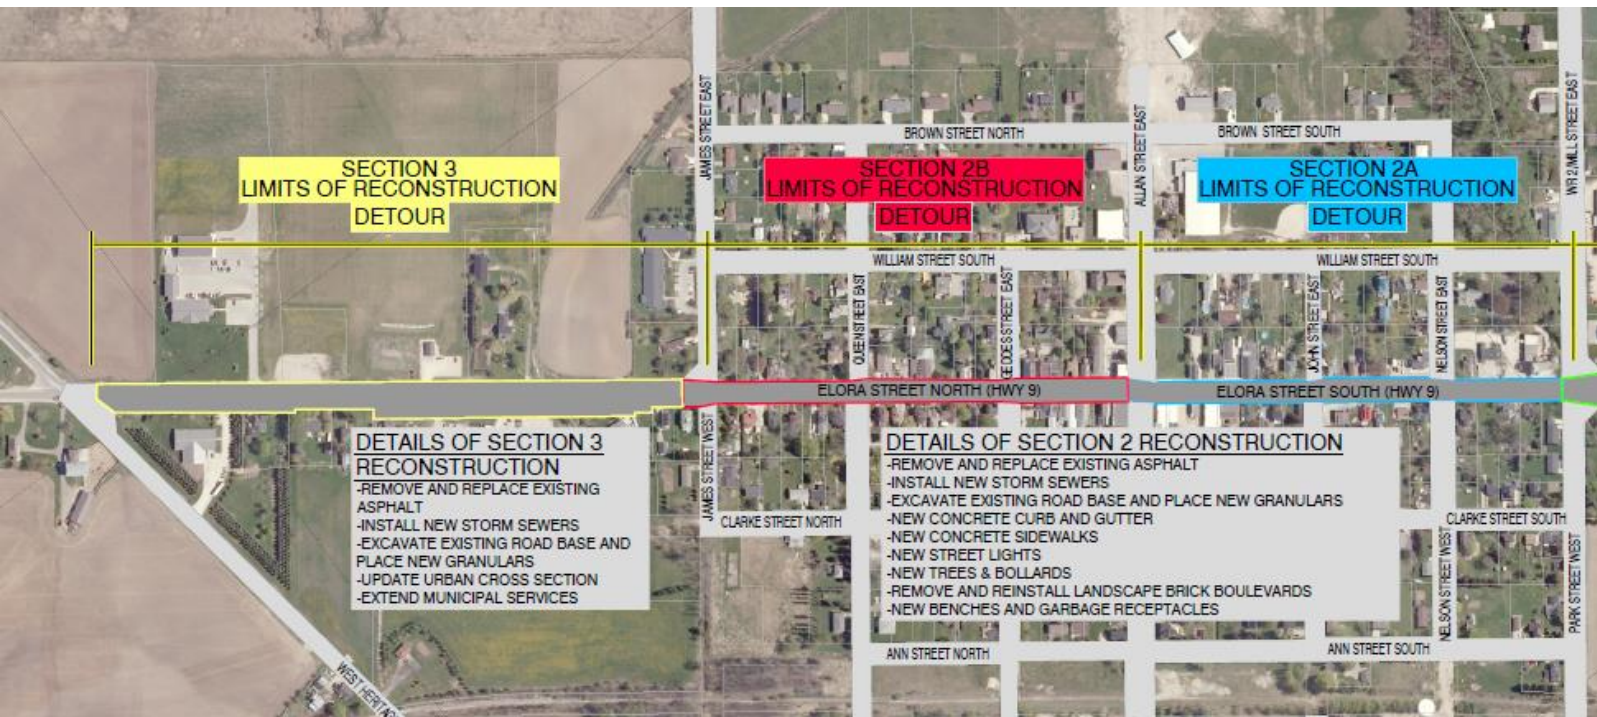 SECTION 3
LIMITS OF RECONSTRUCTION
DETOUR
SECTION 2B
LIMITS OF RECONSTRUCTION
DETOUR
SECTION 2A
LIMITS OF RECONSTRUCTION
DETOUR
JAMES STREET EAST
BROWN STREET NORTH
ALLAN STREET EAST
BROWN STREET SOUTH
WR 2/MILL STREET EAST
WILLIAM STREET SOUTH
WILLIAM STREET SOUTH
QUEEN STREET EAST
GEDDES STREET EAST
JOHN STREET EAST
NELSON STREET EAST
ELORA STREET NORTH (HWY 9)
ELORA STREET SOUTH (HWY 9)
DETAILS OF SECTION 3
RECONSTRUCTION
-REMOVE AND REPLACE EXISTING
ASPHALT
-INSTALL NEW STORM SEWERS
-EXCAVATE EXISTING ROAD BASE AND
PLACE NEW GRANULARS
-UPDATE URBAN CROSS SECTION
-EXTEND MUNICIPAL SERVICES
JAMES STREET WEST
CLARKE STREET NORTH
DETAILS OF SECTION 2 RECONSTRUCTION
-REMOVE AND REPLACE EXISTING ASPHALT
-INSTALL NEW STORM SEWERS
-EXCAVATE EXISTING ROAD BASE AND PLACE NEW GRANULARS
-NEW CONCRETE CURB AND GUTTER
-NEW CONCRETE SIDEWALKS
-NEW STREET LIGHTS
-NEW TREES & BOLLARDS
-REMOVE AND REINSTALL LANDSCAPE BRICK BOULEVARDS
-NEW BENCHES AND GARBAGE RECEPTACLES
CLARKE STREET SOUTH
NELSON STREET WEST
PARK STREET WEST
ANN STREET NORTH
ANN STREET SOUTH
WEST HERITAG